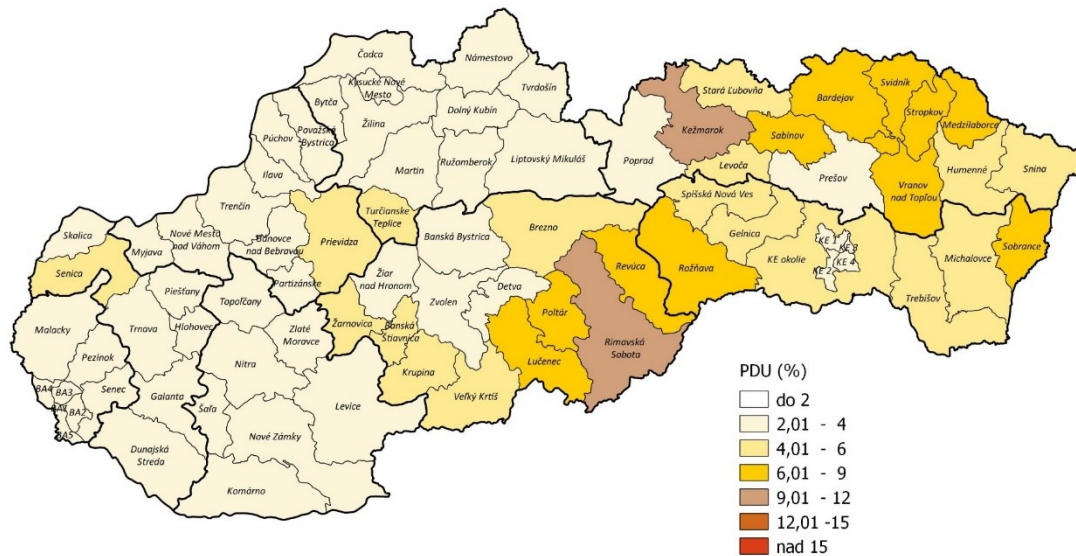 Čadca
Námestovo
Kysucké Nové
Mesto
Tvrdošín
Bytča
Dolný Kubín
Žilina
Púchov
Považská
Bystrica
Martin
Ružomberok
Liptovský Mikuláš
Ilava
Poprad
Kežmarok
Stará Ľubovňa
Bardejov
Svidník
Stropkov
Medzilaborce
Sabinov
Levoča
Prešov
Humenné
Snina
Vranov
nad Topľou
Trenčín
Skalica
Myjava
Nové Mesto
nad Váhom
Bánovce
nad Bebravou
Prievidza
Turčianske
Teplice
Banská Bystrica
Brezno
Spišská Nová Ves
Gelnica
KE 1
KE 3
KE 4
KE 2
KE okolie
Michalovce
Sobrance
Senica
Partizánske
Žiar
nad Hronom
Detva
Revúca
Rožňava
Trebišov
Piešťany
Topoľčany
Zvolen
Poltár
Malacky
Trnava
Hlohovec
Zlaté
Moravce
Žarnovica
Banská
Štiavnica
Rimavská
Sobota
Lučenec
Pezinok
Nitra
Krupina
Veľký Krtíš
BA4
BA3
Senec
Galanta
BA1
BA2
Šaľa
Levice
BA5
Nové Zámky
Dunajská
Streda
Komárno
PDU (%)
do 2
2,01 - 4
4,01 - 6
6,01 - 9
9,01 - 12
12,01 -15
nad 15